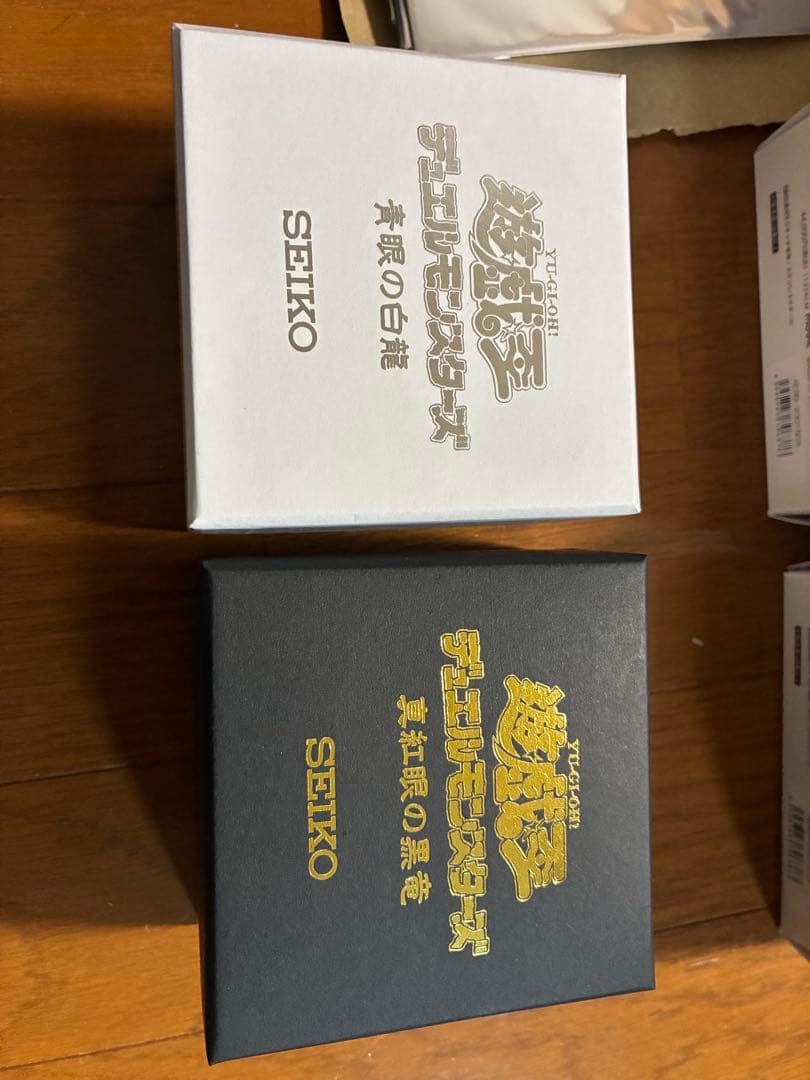 YU-GI-OH!
遊戯王
デュエルモンスターズ
青眼の白龍
SEIKO
YU-GI-OH!
遊戯王
デュエルモンスターズ
真紅眼の黒竜
SEIKO